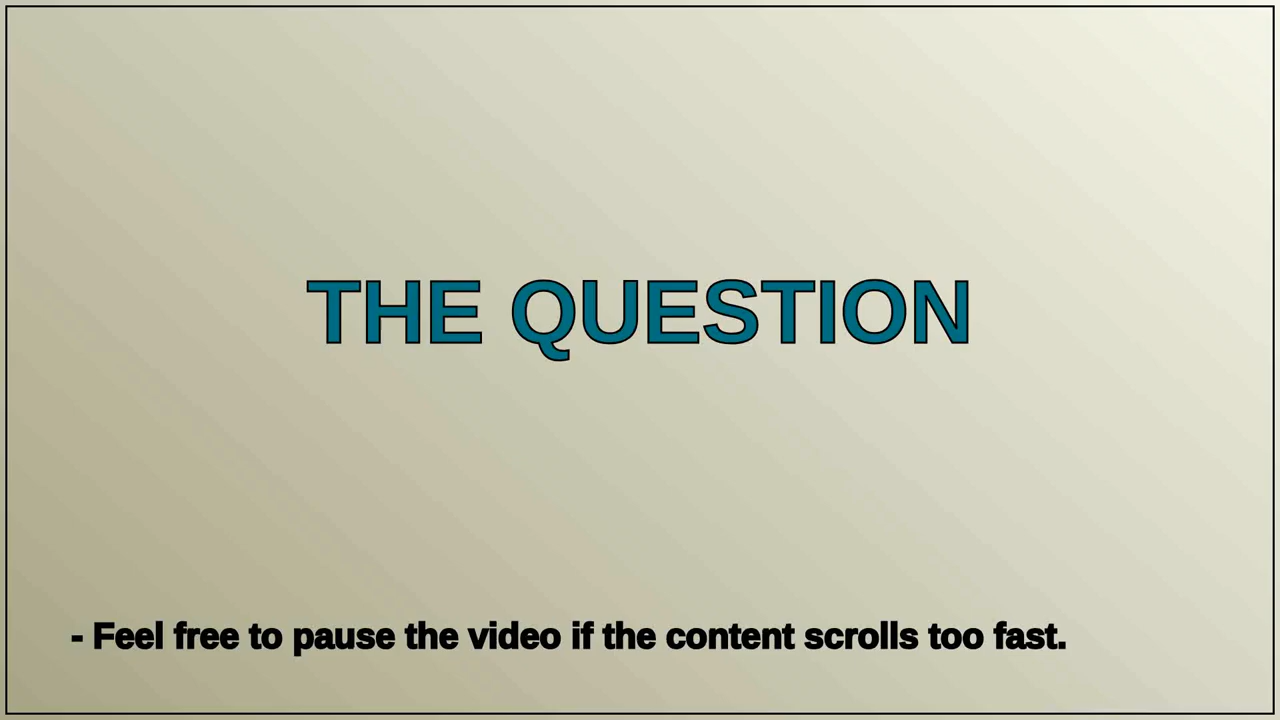 THE QUESTION
- Feel free to pause the video if the content scrolls too fast.